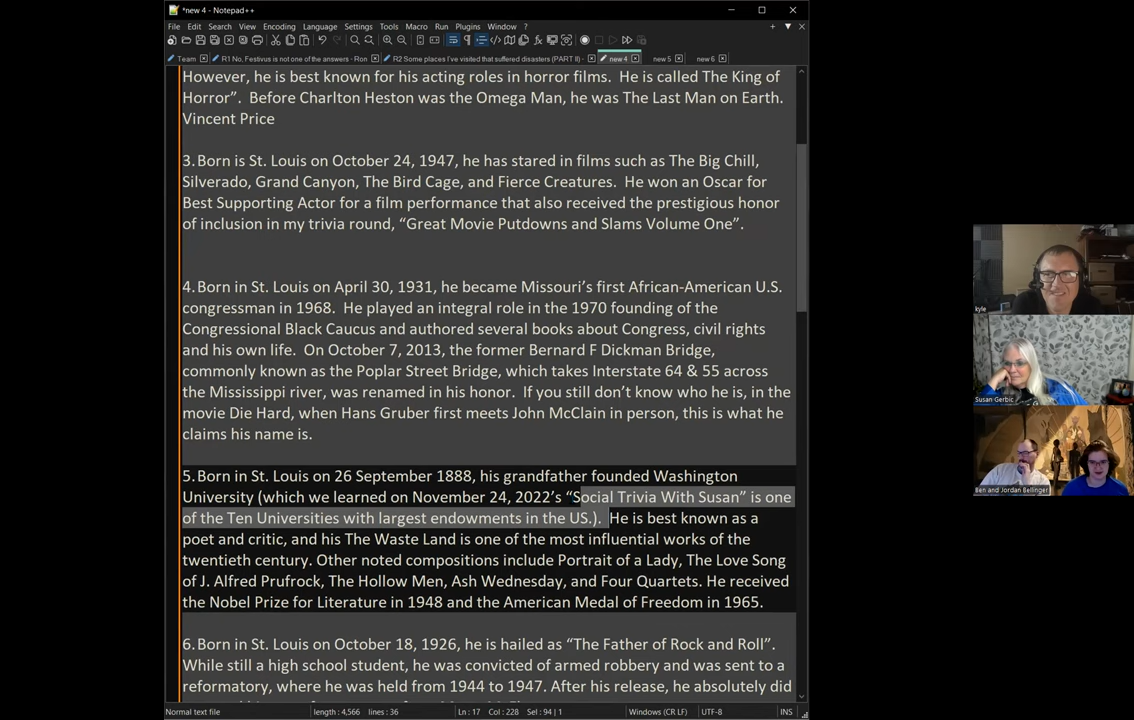 *new 4 - Notepad++
File Edit Search View Encoding Language Settings Tools Macro Run Plugins Window ?
Team R1 No, Festivus is not one of the answers - Ron R2 Some places I've visited that suffered disasters (PART II) - new 4 new 5 new 6
However, he is best known for his acting roles in horror films. He is called The King of
Horror". Before Charlton Heston was the Omega Man, he was The Last Man on Earth.
Vincent Price
3. Born is St. Louis on October 24, 1947, he has stared in films such as The Big Chill,
Silverado, Grand Canyon, The Bird Cage, and Fierce Creatures. He won an Oscar for
Best Supporting Actor for a film performance that also received the prestigious honor
of inclusion in my trivia round, "Great Movie Putdowns and Slams Volume One".
4. Born in St. Louis on April 30, 1931, he became Missouri's first African-American U.S.
congressman in 1968. He played an integral role in the 1970 founding of the
Congressional Black Caucus and authored several books about Congress, civil rights
and his own life. On October 7, 2013, the former Bernard F Dickman Bridge,
commonly known as the Poplar Street Bridge, which takes Interstate 64 & 55 across
the Mississippi river, was renamed in his honor. If you still don't know who he is, in the
movie Die Hard, when Hans Gruber first meets John McClain in person, this is what he
claims his name is.
5. Born in St. Louis on 26 September 1888, his grandfather founded Washington
University (which we learned on November 24, 2022's "Social Trivia With Susan" is one
of the Ten Universities with largest endowments in the US.). He is best known as a
poet and critic, and his The Waste Land is one of the most influential works of the
twentieth century. Other noted compositions include Portrait of a Lady, The Love Song
of J. Alfred Prufrock, The Hollow Men, Ash Wednesday, and Four Quartets. He received
the Nobel Prize for Literature in 1948 and the American Medal of Freedom in 1965.
6. Born in St. Louis on October 18, 1926, he is hailed as "The Father of Rock and Roll".
While still a high school student, he was convicted of armed robbery and was sent to a
reformatory, where he was held from 1944 to 1947. After his release, he absolutely did
Normal text file length : 4,566 lines : 36 Ln : 17 Col : 228 Sel : 94 | 1 Windows (CR LF) UTF-8 INS
kyle
Susan Gerbic
Ben and Jordan Bellinger